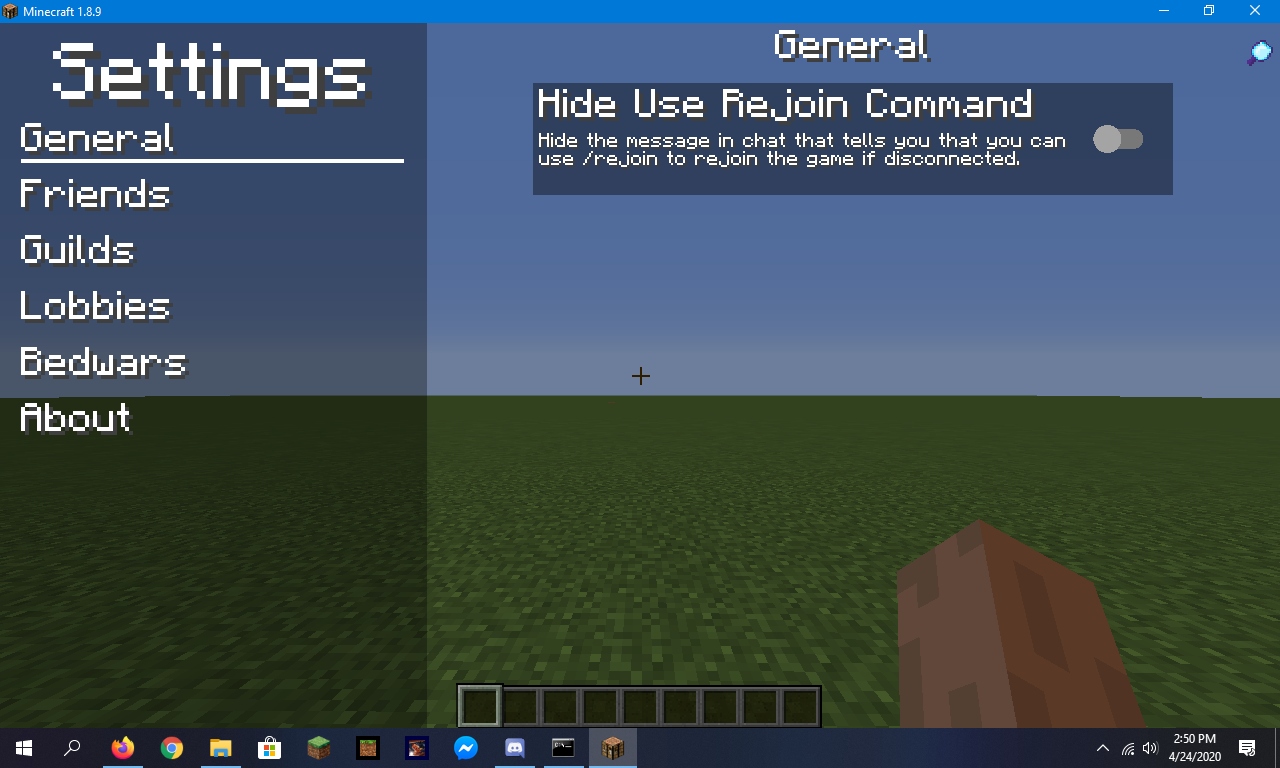 Minecraft 1.8.9
Settings
General
Friends
Guilds
Lobbies
Bedwars
About
General
Hide Use Rejoin Command
Hide the message in chat that tells you that you can
use /rejoin to rejoin the game if disconnected.
2:50 PM
4/24/2020